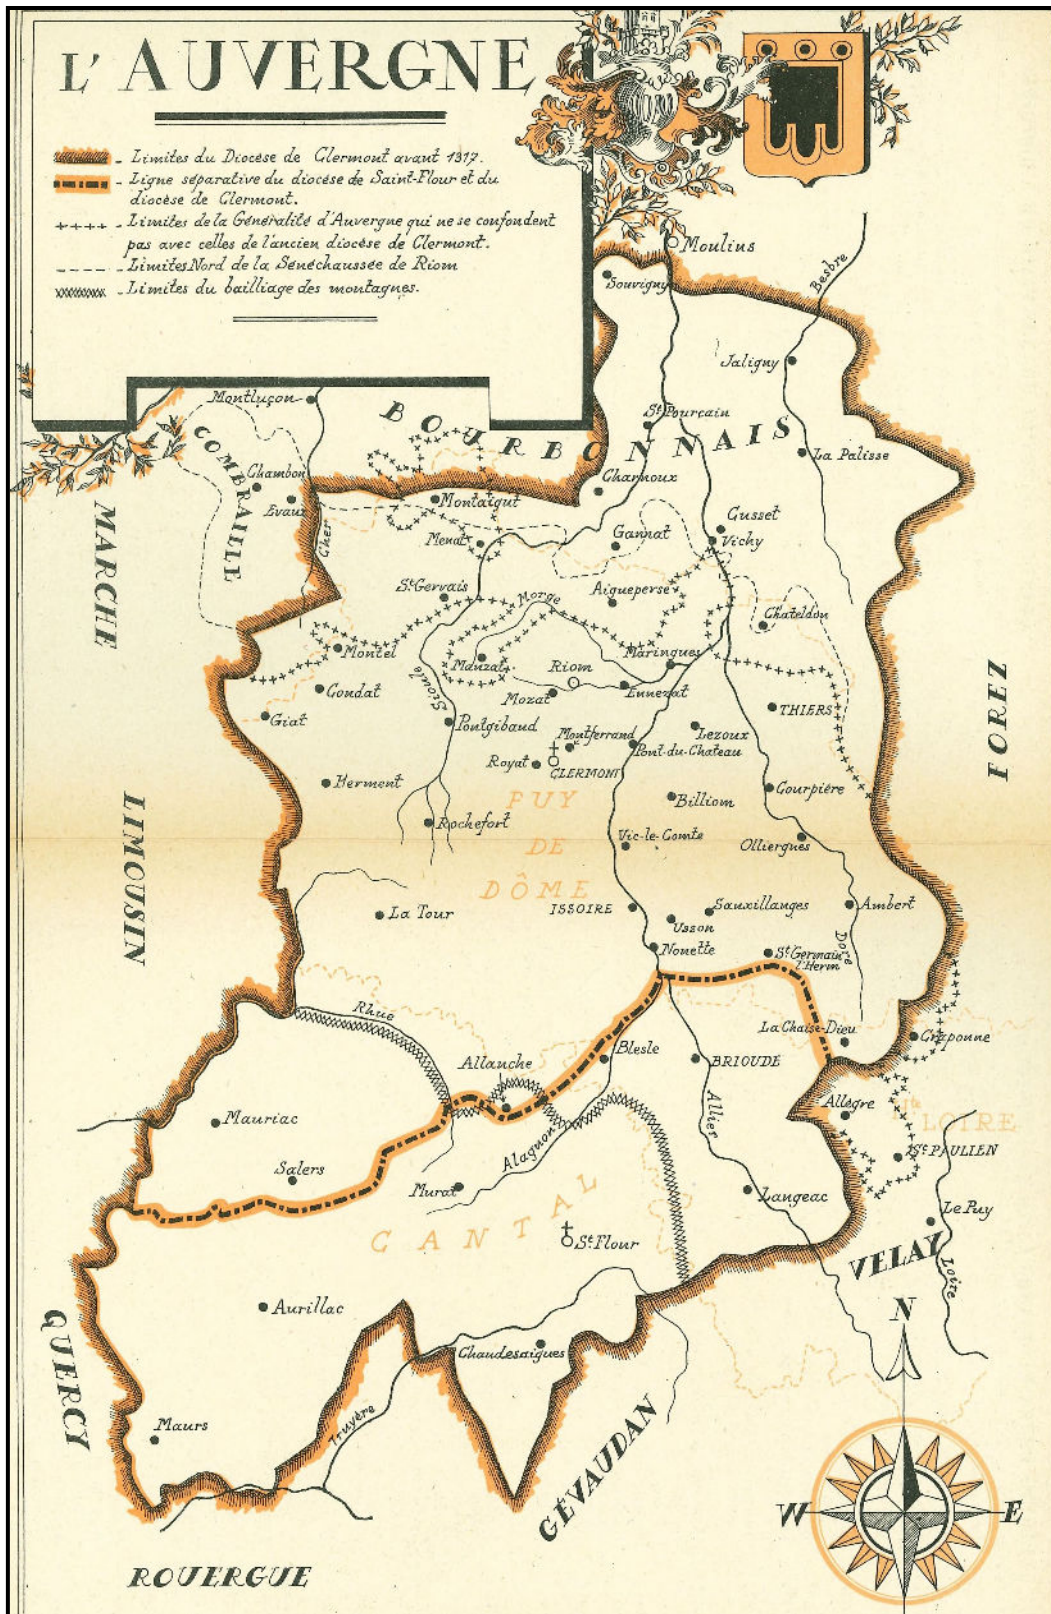 L'AUVERGNE
- Limites du Diocèse de Clermont avant 1317.
- Ligne séparative du diocèse de Saint-Flour et du
diocèse de Clermont.
- Limites de la Généralité d'Auvergne qui ne se confondent
pas avec celles de l'ancien diocèse de Clermont.
- Limites Nord de la Sénéchaussée de Riom
- Limites du bailliage des montagnes.
Moulins
Souvigny
Besbre
Jaligny
Montluçon
BOURBONNAIS
St Pourçain
La Palisse
COMBRAILLE
Chambon
Evaux
Charroux
Montaigut
MARCHE
Cher
Menat
Gannat
Cusset
Vichy
St Gervais
Morge
Aigueperse
Chateldon
Montel
Manzat
Riom
Maringues
FOREZ
Gondat
Sioule
Mozat
Ennezat
Giat
Pontgibaud
Montferrand
Lezoux
THIERS
Pont-du-Chateau
Royat
CLERMONT
Herment
PUY
DE
DÔME
Billiom
Courpière
LIMOUSIN
Rochefort
Vic-le-Comte
Olliergues
La Tour
ISSOIRE
Usson
Sauxillanges
Ambert
Nonette
Dore
St Germain
l'Herm
Rhue
La Chaise-Dieu
Craponne
Allanche
Blesle
BRIOUDE
Mauriac
Allier
Allègre
Hte
LOIRE
Alagnon
St PAULIEN
Salers
Murat
Langeac
Le Puy
CANTAL
St Flour
VELAY
Loire
Aurillac
QUERCY
Chaudesaigues
N
Maurs
Truyère
GÉVAUDAN
W
E
ROUERGUE